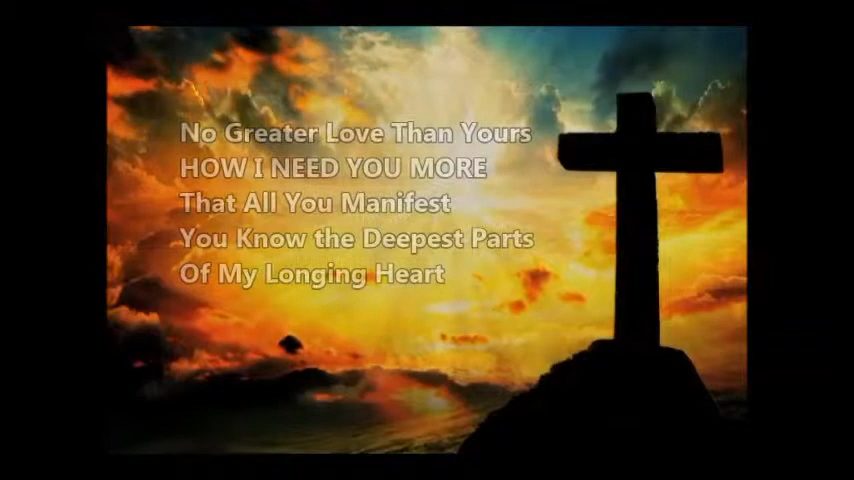 No Greater Love Than Yours
HOW I NEED YOU MORE
That All You Manifest
You Know the Deepest Parts
Of My Longing Heart